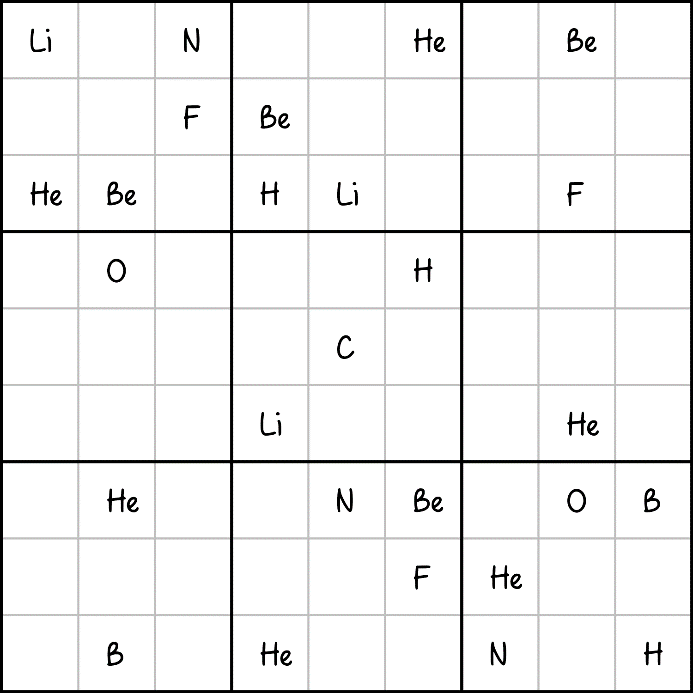 Li N He Be
F Be
He Be H Li F
O H
C
Li He
He N Be O B
F He
B He N H